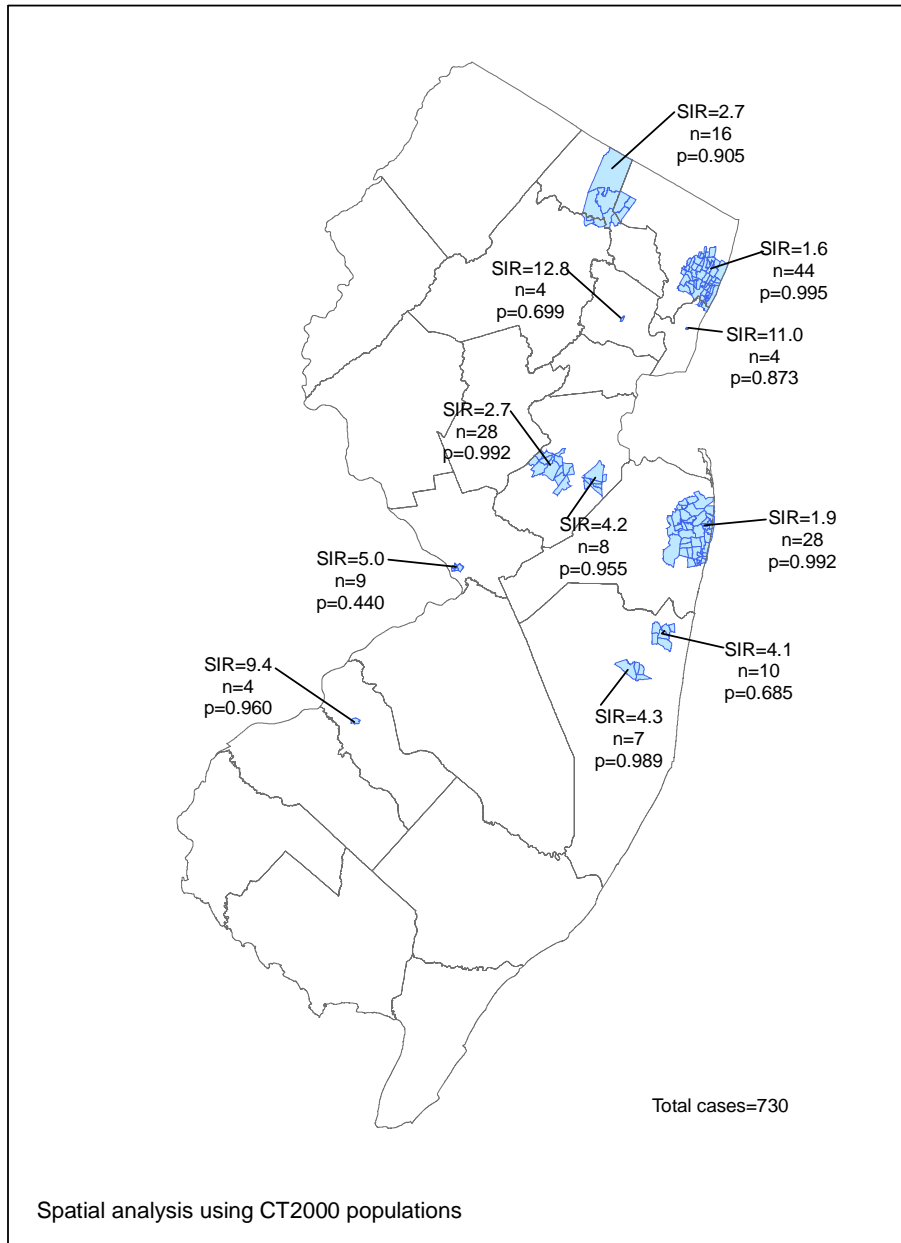 SIR=2.7
n=16
p=0.905
SIR=1.6
n=44
p=0.995
SIR=12.8
n=4
p=0.699
SIR=11.0
n=4
p=0.873
SIR=2.7
n=28
p=0.992
SIR=4.2
n=8
p=0.955
SIR=1.9
n=28
p=0.992
SIR=5.0
n=9
p=0.440
SIR=4.1
n=10
p=0.685
SIR=9.4
n=4
p=0.960
SIR=4.3
n=7
p=0.989
Total cases=730
Spatial analysis using CT2000 populations